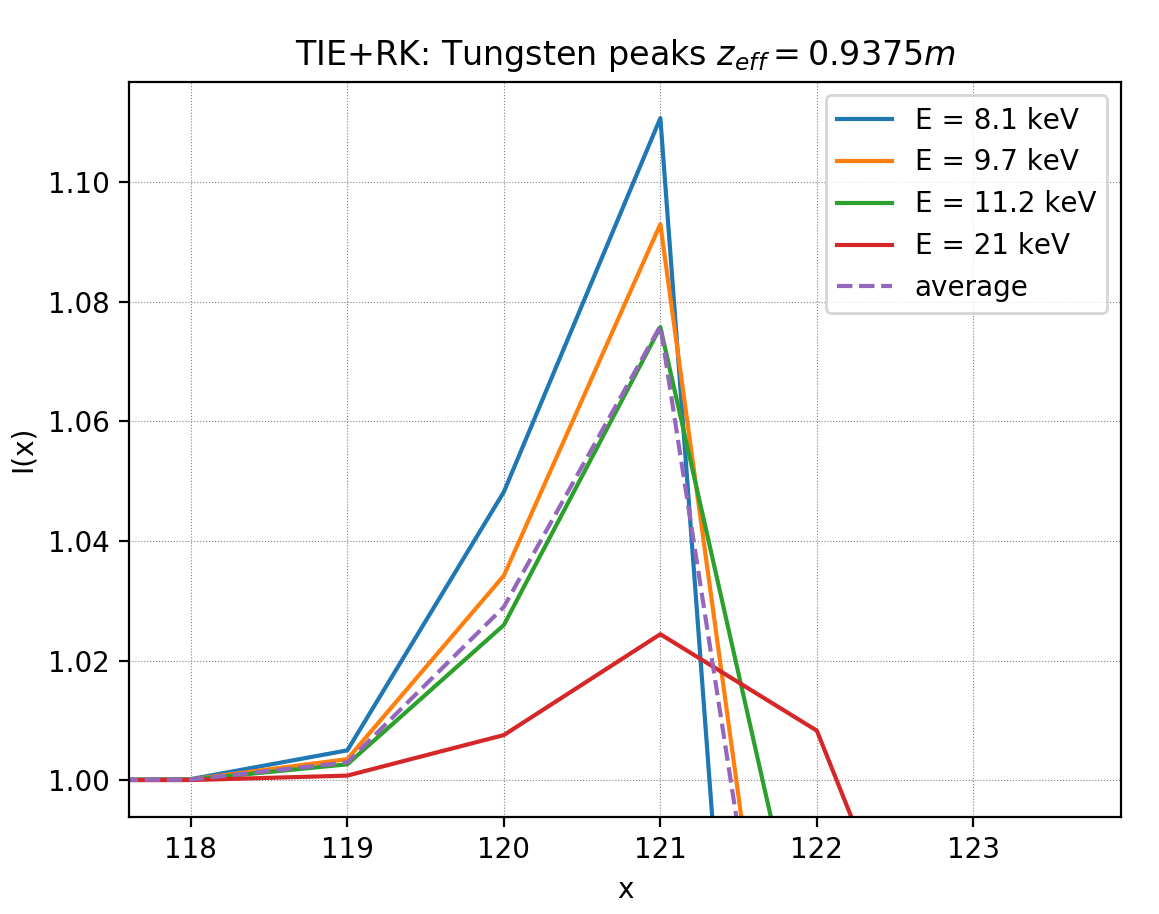 TIE+RK: Tungsten peaks z_eff = 0.9375m
E = 8.1 keV
E = 9.7 keV
E = 11.2 keV
E = 21 keV
average
I(x)
1.10
1.08
1.06
1.04
1.02
1.00
118 119 120 121 122 123
x